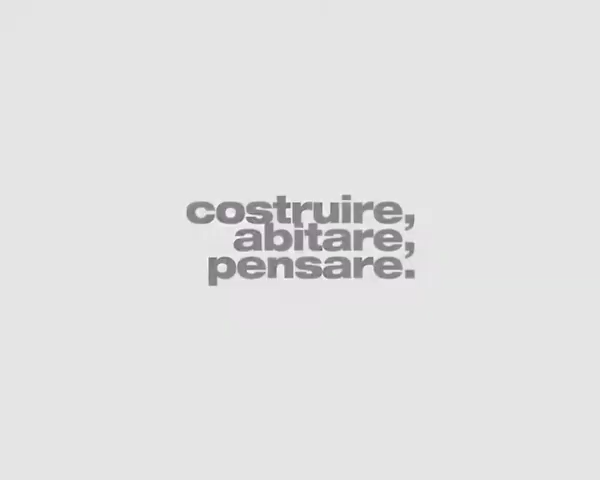 costruire,
abitare,
pensare.